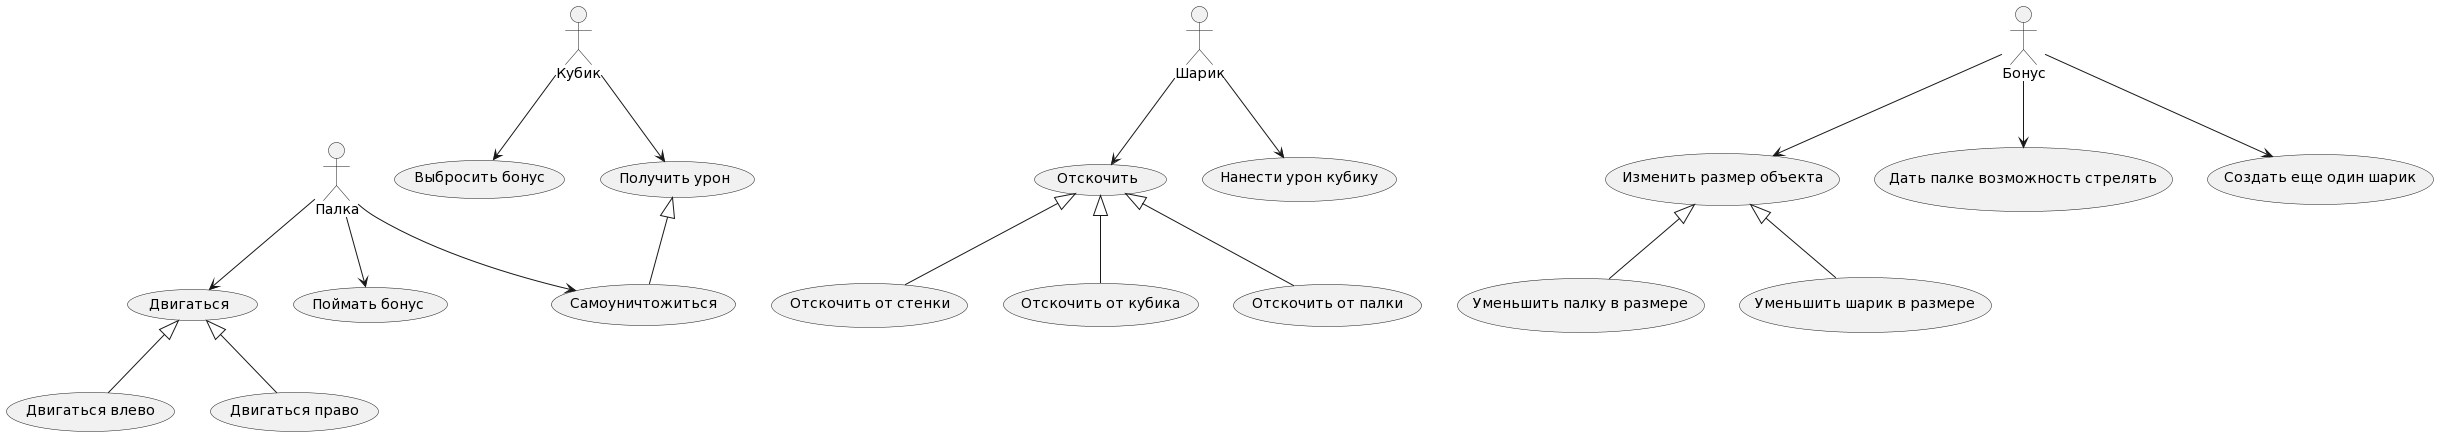 Кубик
Шарик
Бонус
Выбросить бонус
Получить урон
Отскочить
Нанести урон кубику
Изменить размер объекта
Дать палке возможность стрелять
Создать еще один шарик
Палка
Двигаться
Поймать бонус
Самоуничтожиться
Отскочить от стенки
Отскочить от кубика
Отскочить от палки
Уменьшить палку в размере
Уменьшить шарик в размере
Двигаться влево
Двигаться право